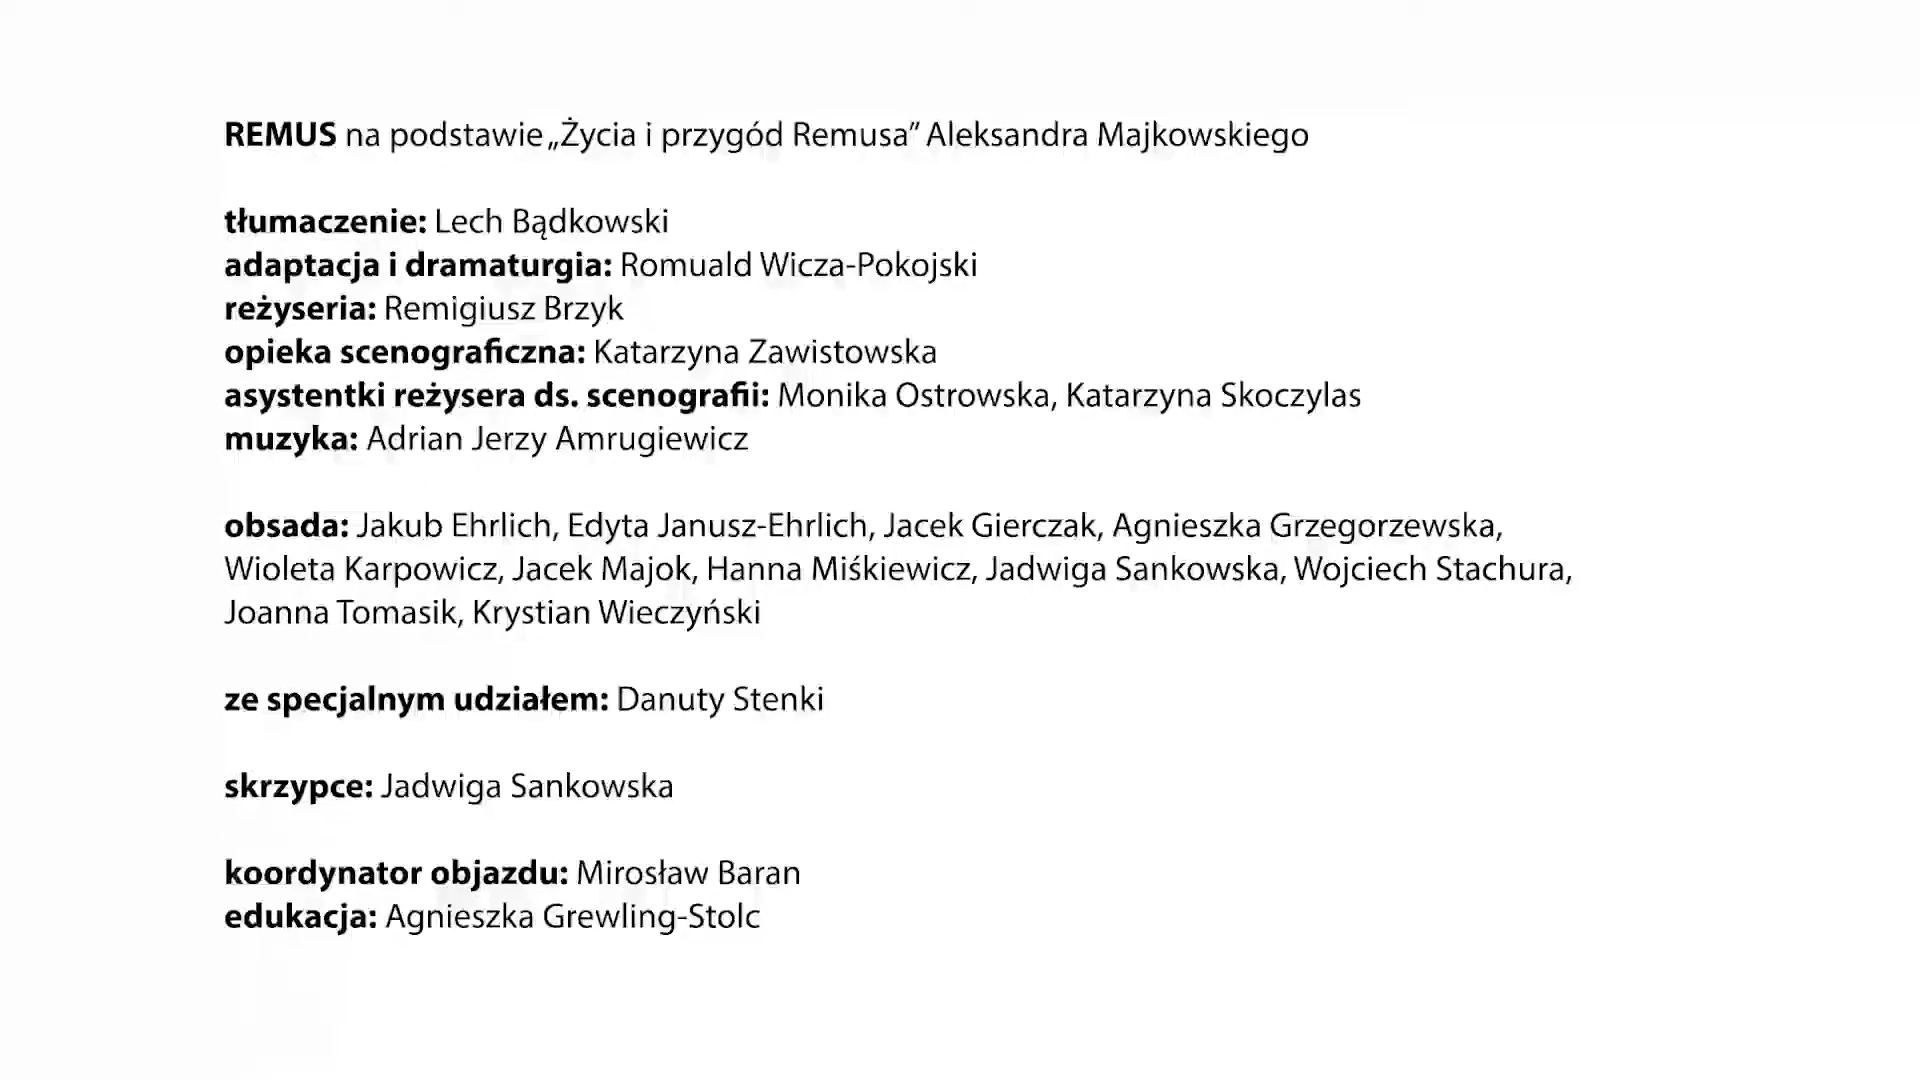 REMUS na podstawie „Życia i przygód Remusa” Aleksandra Majkowskiego
tłumaczenie: Lech Bądkowski
adaptacja i dramaturgia: Romuald Wicza-Pokojski
reżyseria: Remigiusz Brzyk
opieka scenograficzna: Katarzyna Zawistowska
asystentki reżysera ds. scenografii: Monika Ostrowska, Katarzyna Skoczylas
muzyka: Adrian Jerzy Amrugiewicz
obsada: Jakub Ehrlich, Edyta Janusz-Ehrlich, Jacek Gierczak, Agnieszka Grzegorzewska,
Wioleta Karpowicz, Jacek Majok, Hanna Miśkiewicz, Jadwiga Sankowska, Wojciech Stachura,
Joanna Tomasik, Krystian Wieczyński
ze specjalnym udziałem: Danuty Stenki
skrzypce: Jadwiga Sankowska
koordynator objazdu: Mirosław Baran
edukacja: Agnieszka Grewling-Stolc